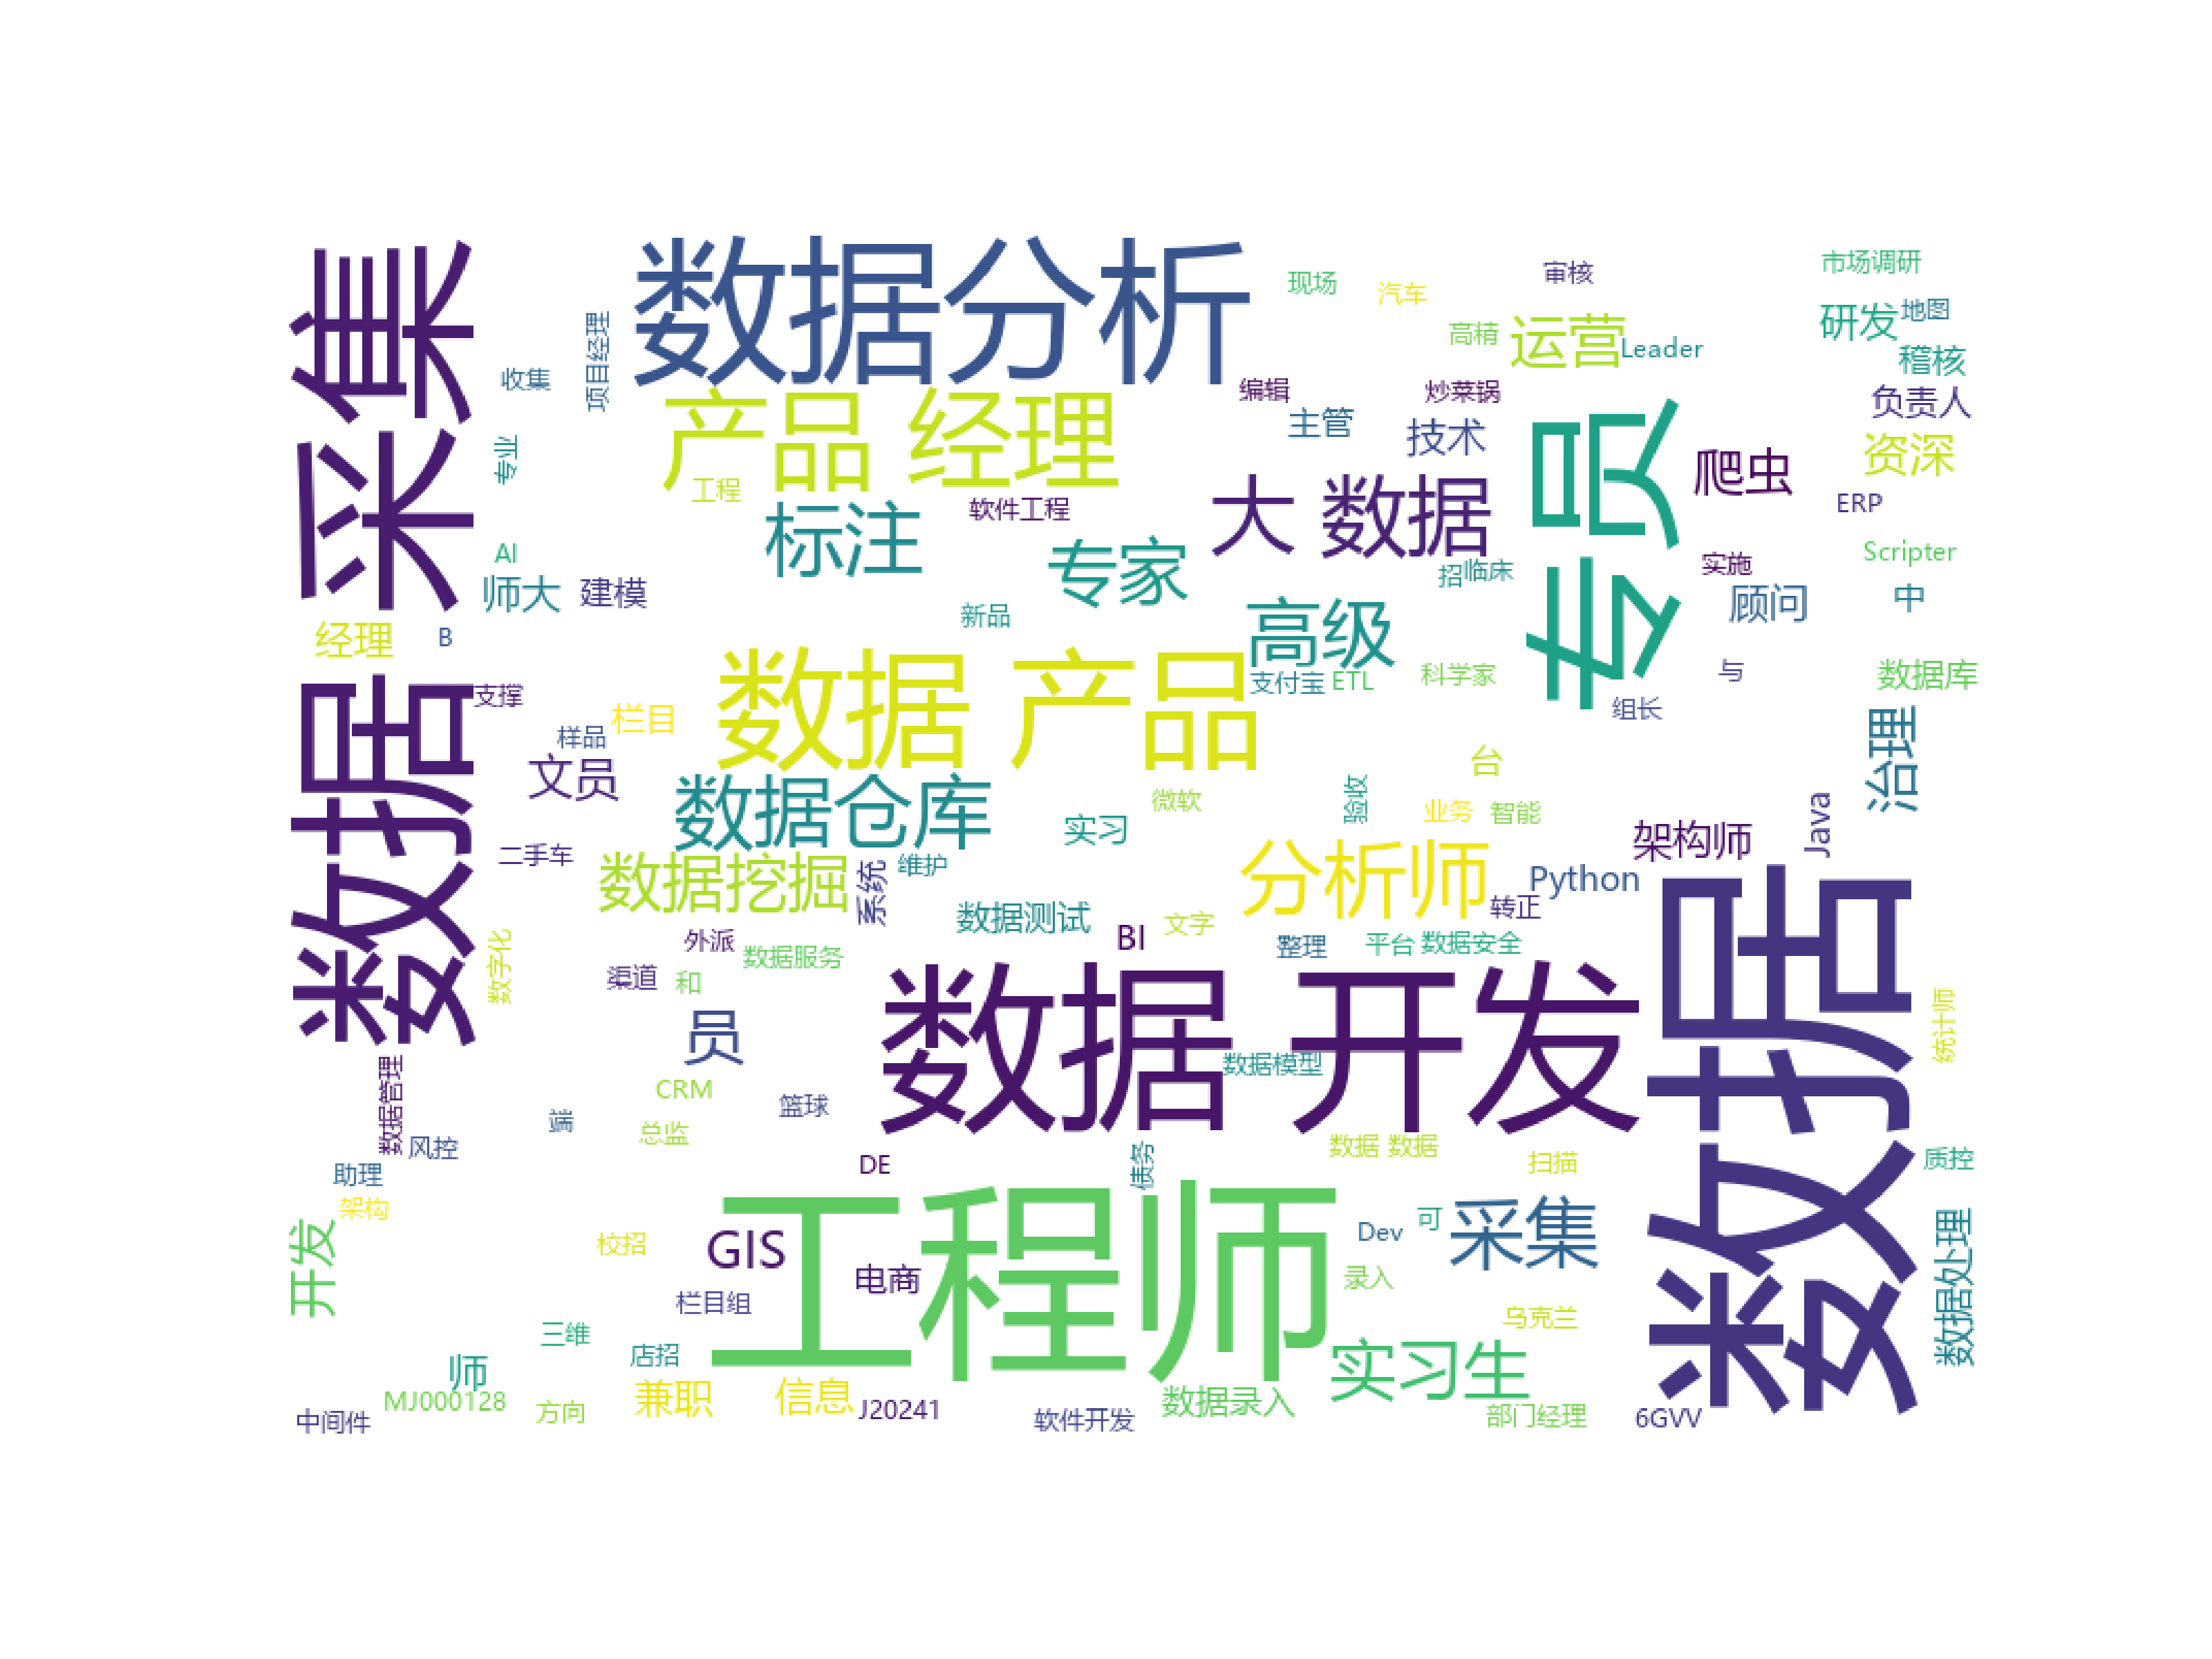 数据 采集
数据分析
现场
汽车
审核
市场调研
研发
地图
稽核
运营
Leader
高精
项目经理
收集
产品 经理
编辑
炒菜锅
负责人
主管
技术
专员
资深
爬虫
专业
工程
软件工程
标注
大 数据
ERP
AI
专家
招
临床
实施
Scripter
师大
建模
新品
高级
顾问
中
经理
B
数据 产品
支付宝
ETL
科学家
与
数据库
支撑
组长
样品
栏目
治理
文员
数据仓库
台
微软
验收
业务
智能
实习
Java
架构师
二手车
数据挖掘
系统
维护
分析师
Python
数据
数据测试
文字
转正
BI
外派
数据服务
整理
平台
数据安全
数字化
渠道
和
数据 开发
员
统计师
数据管理
数据模型
CRM
篮球
端
总监
风控
数据 数据
债务
DE
扫描
质控
助理
工程师
架构
采集
可
Dev
数据处理
开发
校招
GIS
电商
录入
栏目组
乌克兰
三维
店招
师
实习生
MJ000128
方向
兼职
信息
J20241
数据录入
中间件
软件开发
部门经理
6GVV